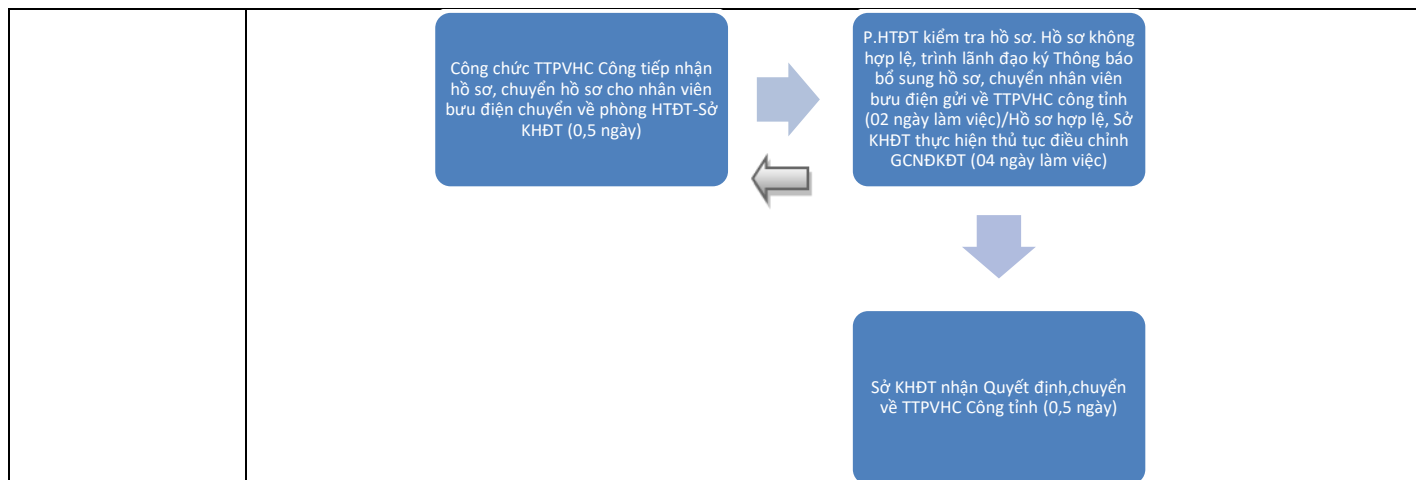 Công chức TTPVHC Công tiếp nhận
hồ sơ, chuyển hồ sơ cho nhân viên
bưu điện chuyển về phòng HTĐT-Sở
KHĐT (0,5 ngày)
P.HTĐT kiểm tra hồ sơ. Hồ sơ không
hợp lệ, trình lãnh đạo ký Thông báo
bổ sung hồ sơ, chuyển nhân viên
bưu điện gửi về TTPVHC công tỉnh
(02 ngày làm việc)/Hồ sơ hợp lệ, Sở
KHĐT thực hiện thủ tục điều chỉnh
GCNĐKĐT (04 ngày làm việc)
Sở KHĐT nhận Quyết định,chuyển
về TTPVHC Công tỉnh (0,5 ngày)